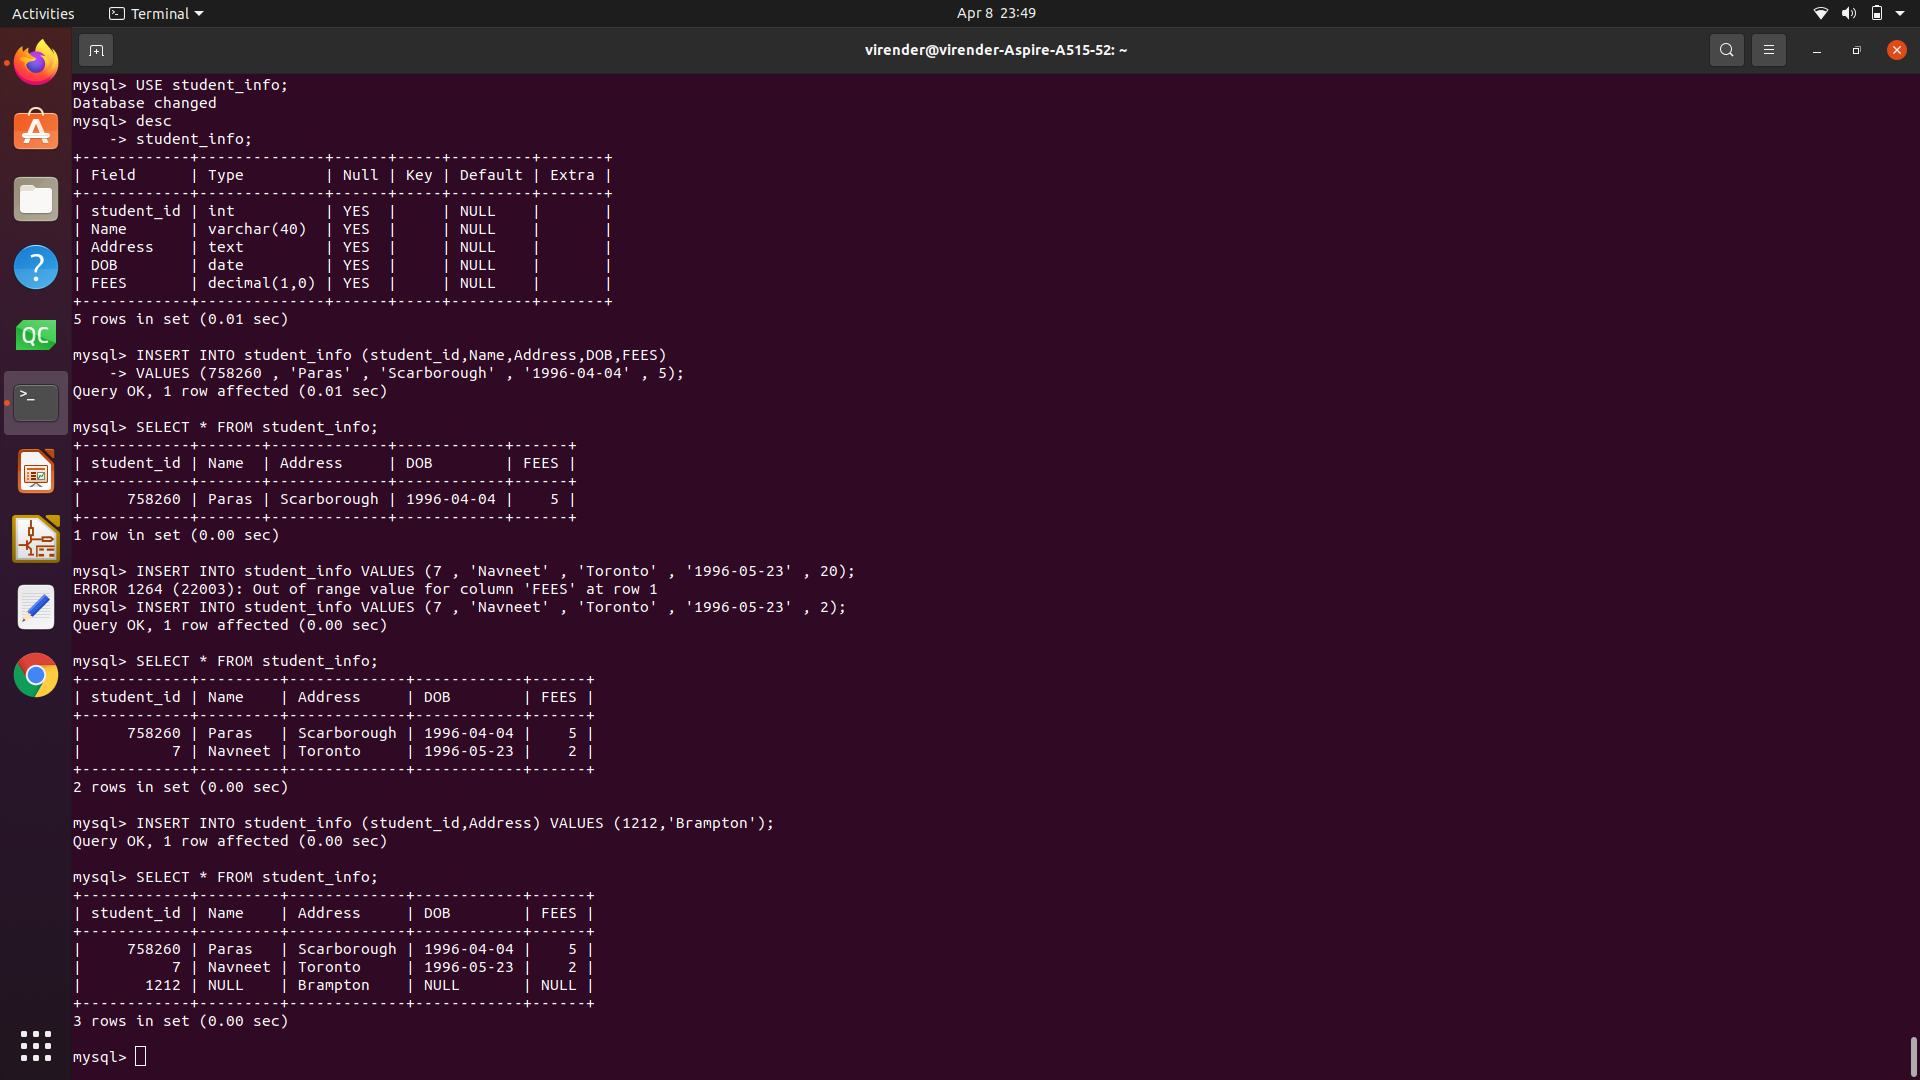 Activities Terminal Apr 8 23:49
virender@virender-Aspire-A515-52: ~
mysql> USE student_info;
Database changed
mysql> desc
    -> student_info;
+------------+--------------+------+-----+---------+-------+
| Field      | Type         | Null | Key | Default | Extra |
+------------+--------------+------+-----+---------+-------+
| student_id | int          | YES  |     | NULL    |       |
| Name       | varchar(40)  | YES  |     | NULL    |       |
| Address    | text         | YES  |     | NULL    |       |
| DOB        | date         | YES  |     | NULL    |       |
| FEES       | decimal(1,0) | YES  |     | NULL    |       |
+------------+--------------+------+-----+---------+-------+
5 rows in set (0.01 sec)

mysql> INSERT INTO student_info (student_id,Name,Address,DOB,FEES)
    -> VALUES (758260 , 'Paras' , 'Scarborough' , '1996-04-04' , 5);
Query OK, 1 row affected (0.01 sec)

mysql> SELECT * FROM student_info;
+------------+-------+-------------+------------+------+
| student_id | Name  | Address     | DOB        | FEES |
+------------+-------+-------------+------------+------+
|     758260 | Paras | Scarborough | 1996-04-04 |    5 |
+------------+-------+-------------+------------+------+
1 row in set (0.00 sec)

mysql> INSERT INTO student_info VALUES (7 , 'Navneet' , 'Toronto' , '1996-05-23' , 20);
ERROR 1264 (22003): Out of range value for column 'FEES' at row 1
mysql> INSERT INTO student_info VALUES (7 , 'Navneet' , 'Toronto' , '1996-05-23' , 2);
Query OK, 1 row affected (0.00 sec)

mysql> SELECT * FROM student_info;
+------------+---------+-------------+------------+------+
| student_id | Name    | Address     | DOB        | FEES |
+------------+---------+-------------+------------+------+
|     758260 | Paras   | Scarborough | 1996-04-04 |    5 |
|          7 | Navneet | Toronto     | 1996-05-23 |    2 |
+------------+---------+-------------+------------+------+
2 rows in set (0.00 sec)

mysql> INSERT INTO student_info (student_id,Address) VALUES (1212,'Brampton');
Query OK, 1 row affected (0.00 sec)

mysql> SELECT * FROM student_info;
+------------+---------+-------------+------------+------+
| student_id | Name    | Address     | DOB        | FEES |
+------------+---------+-------------+------------+------+
|     758260 | Paras   | Scarborough | 1996-04-04 |    5 |
|          7 | Navneet | Toronto     | 1996-05-23 |    2 |
|       1212 | NULL    | Brampton    | NULL       | NULL |
+------------+---------+-------------+------------+------+
3 rows in set (0.00 sec)

mysql>
QC